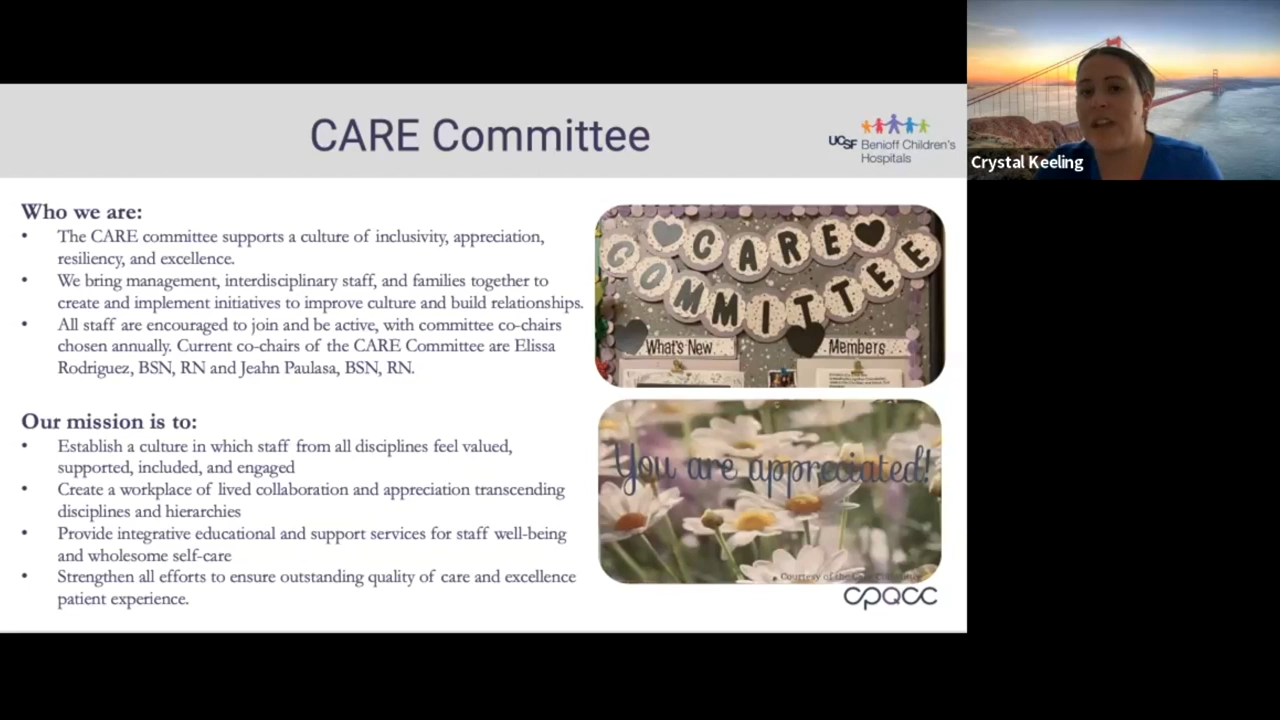 CARE Committee
UCSF Benioff Children's
Hospitals
Crystal Keeling
Who we are:
• The CARE committee supports a culture of inclusivity, appreciation,
resiliency, and excellence.
• We bring management, interdisciplinary staff, and families together to
create and implement initiatives to improve culture and build relationships.
• All staff are encouraged to join and be active, with committee co-chairs
chosen annually. Current co-chairs of the CARE Committee are Elissa
Rodriguez, BSN, RN and Jeahn Paulasa, BSN, RN.
Our mission is to:
• Establish a culture in which staff from all disciplines feel valued,
supported, included, and engaged
• Create a workplace of lived collaboration and appreciation transcending
disciplines and hierarchies
• Provide integrative educational and support services for staff well-being
and wholesome self-care
• Strengthen all efforts to ensure outstanding quality of care and excellence
patient experience.
CARE
COMMITTEE
What's New
Members
You are appreciated!
Courtesy of the
cpqcc